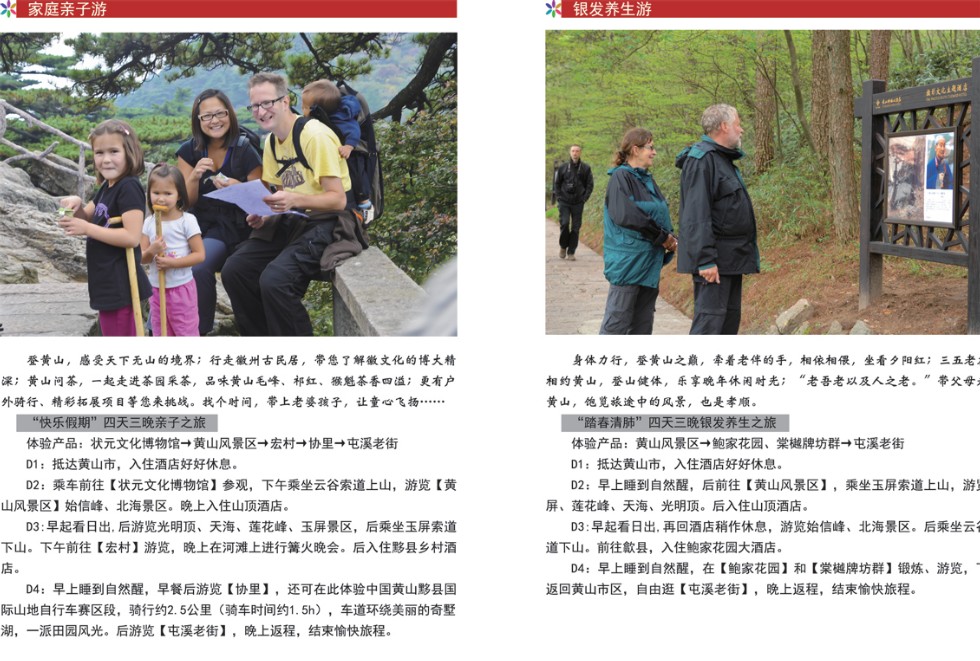 家庭亲子游
登黄山，感受天下无山的境界；行走徽州古民居，带您了解徽文化的博大精
深；黄山问茶，一起走进茶园采茶，品味黄山毛峰、祁红、猴魁茶香四溢；更有户
外骑行、精彩拓展项目等您来挑战。找个时间，带上老婆孩子，让童心飞扬……
“快乐假期”四天三晚亲子之旅
体验产品：状元文化博物馆→黄山风景区→宏村→协里→屯溪老街
D1：抵达黄山市，入住酒店好好休息。
D2：乘车前往【状元文化博物馆】参观，下午乘坐云谷索道上山，游览【黄
山风景区】始信峰、北海景区。晚上入住山顶酒店。
D3:早起看日出,后游览光明顶、天海、莲花峰、玉屏景区，后乘坐玉屏索道
下山。下午前往【宏村】游览，晚上在河滩上进行篝火晚会。后入住黟县乡村酒
店。
D4：早上睡到自然醒，早餐后游览【协里】，还可在此体验中国黄山黟县国
际山地自行车赛区段，骑行约2.5公里（骑车时间约1.5h），车道环绕美丽的奇墅
湖，一派田园风光。后游览【屯溪老街】，晚上返程，结束愉快旅程。
银发养生游
身体力行，登黄山之巅，牵着老伴的手，相依相偎，坐看夕阳红；三五老
相约黄山，登山健体，乐享晚年休闲时光；“老吾老以及人之老。”带父母
黄山，饱览旅途中的风景，也是孝顺。
“踏春清肺”四天三晚银发养生之旅
体验产品：黄山风景区→鲍家花园、棠樾牌坊群→屯溪老街
D1：抵达黄山市，入住酒店好好休息。
D2：早上睡到自然醒，后前往【黄山风景区】，乘坐玉屏索道上山，游
屏、莲花峰、天海、光明顶。后入住山顶酒店。
D3:早起看日出,再回酒店稍作休息，游览始信峰、北海景区。后乘坐云
道下山。前往歙县，入住鲍家花园大酒店。
D4：早上睡到自然醒，在【鲍家花园】和【棠樾牌坊群】锻炼、游览，
返回黄山市区，自由逛【屯溪老街】，晚上返程，结束愉快旅程。